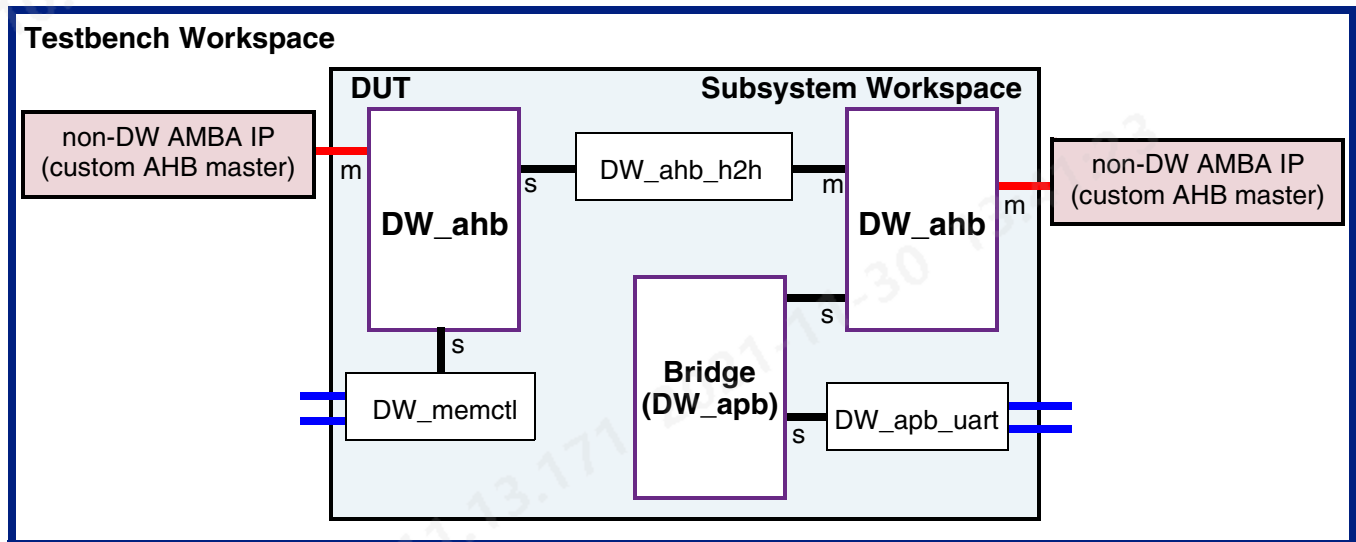 Testbench Workspace
DUT
Subsystem Workspace
non-DW AMBA IP
(custom AHB master)
m
DW_ahb
s
DW_ahb_h2h
m
DW_ahb
m
non-DW AMBA IP
(custom AHB master)
s
DW_memctl
s
Bridge
(DW_apb)
s
DW_apb_uart